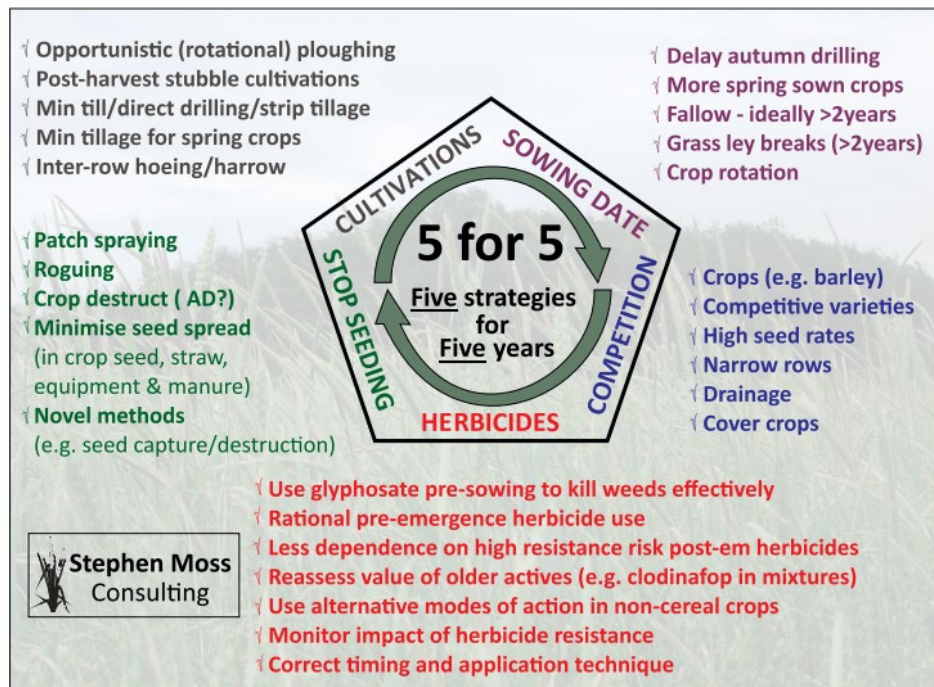 Opportunistic (rotational) ploughing
Post-harvest stubble cultivations
Min till/direct drilling/strip tillage
Min tillage for spring crops
Inter-row hoeing/harrow
Delay autumn drilling
More spring sown crops
Fallow - ideally >2years
Grass ley breaks (>2years)
Crop rotation
CULTIVATIONS
SOWING DATE
COMPETITION
HERBICIDES
STOP SEEDING
5 for 5
Five strategies
for
Five years
Patch spraying
Roguing
Crop destruct ( AD?)
Minimise seed spread
(in crop seed, straw,
equipment & manure)
Novel methods
(e.g. seed capture/destruction)
Crops (e.g. barley)
Competitive varieties
High seed rates
Narrow rows
Drainage
Cover crops
Use glyphosate pre-sowing to kill weeds effectively
Rational pre-emergence herbicide use
Less dependence on high resistance risk post-em herbicides
Reassess value of older actives (e.g. clodinafop in mixtures)
Use alternative modes of action in non-cereal crops
Monitor impact of herbicide resistance
Correct timing and application technique
Stephen Moss
Consulting